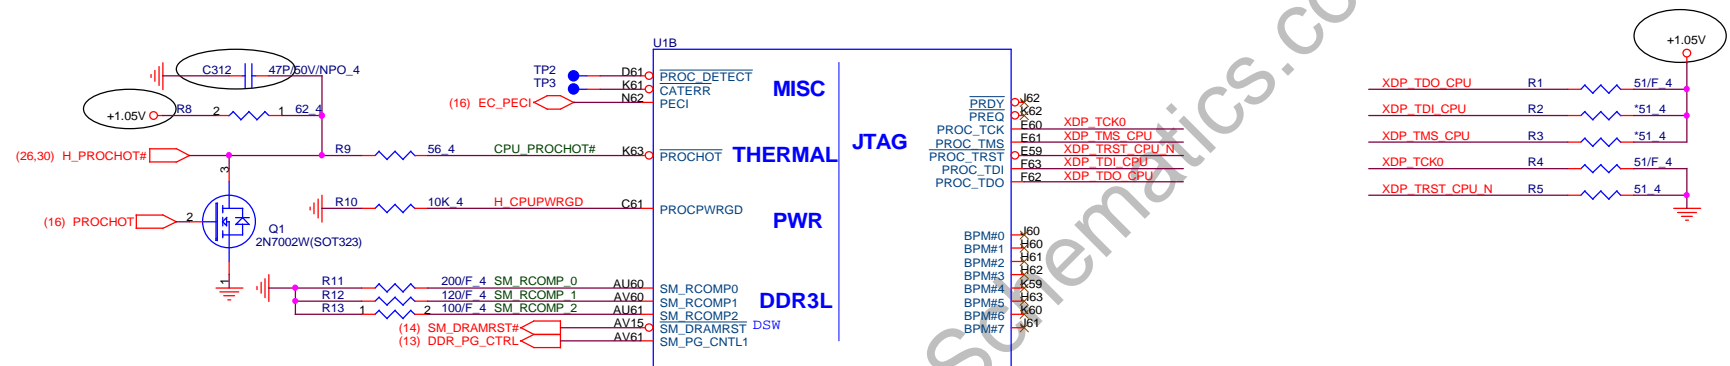 U1B
+1.05V
C312
47P/50V/NPO_4
TP2
TP3
D61
K61
N62
PROC_DETECT
CATERR
PECI
MISC
(16) EC_PECI
+1.05V
R8
2
1
62_4
PRDY
PREQ
PROC_TCK
PROC_TMS
PROC_TRST
PROC_TDI
PROC_TDO
J62
K62
E60
E61
E59
F63
F62
XDP_TCK0
XDP_TMS_CPU
XDP_TRST_CPU_N
XDP_TDI_CPU
XDP_TDO_CPU
JTAG
XDP_TDO_CPU R1 51/F_4
XDP_TDI_CPU R2 *51_4
XDP_TMS_CPU R3 *51_4
XDP_TCK0 R4 51/F_4
XDP_TRST_CPU_N R5 51_4
(26,30) H_PROCHOT#
R9 56_4 CPU_PROCHOT# K63 PROCHOT
THERMAL
3
(16) PROCHOT
2
Q1
2N7002W(SOT323)
1
R10 10K_4 H_CPUPWRGD C61 PROCPWRGD
PWR
BPM#0 J60
BPM#1 H60
BPM#2 H61
BPM#3 H62
BPM#4 K59
BPM#5 H63
BPM#6 K60
BPM#7 J61
R11 200/F_4 SM_RCOMP_0 AU60 SM_RCOMP0
R12 120/F_4 SM_RCOMP_1 AV60 SM_RCOMP1
R13 1 2 100/F_4 SM_RCOMP_2 AU61 SM_RCOMP2
DDR3L
(14) SM_DRAMRST# AV15 SM_DRAMRST DSW
(13) DDR_PG_CTRL AV61 SM_PG_CNTL1
Schematics.co